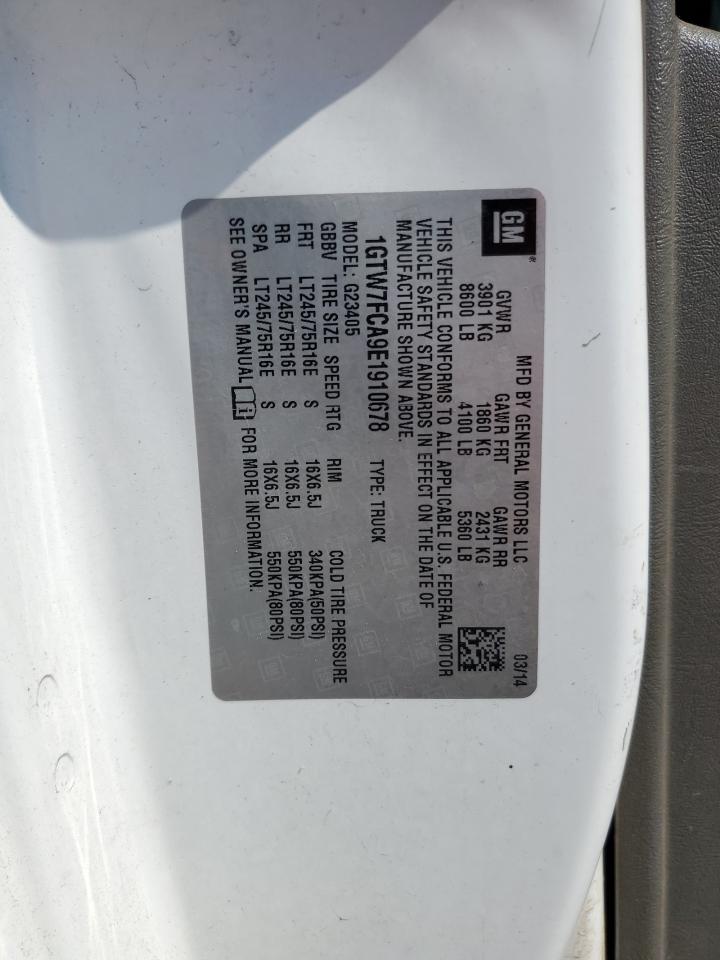 GM®
MFD BY GENERAL MOTORS LLC 03/14
GVWR GAWR FRT GAWR RR
3901 KG 1860 KG 2431 KG
8600 LB 4100 LB 5360 LB
THIS VEHICLE CONFORMS TO ALL APPLICABLE U.S. FEDERAL MOTOR
VEHICLE SAFETY STANDARDS IN EFFECT ON THE DATE OF
MANUFACTURE SHOWN ABOVE.
1GTW7FCA9E1910678 TYPE: TRUCK
MODEL: G23405
GBBV TIRE SIZE SPEED RTG RIM COLD TIRE PRESSURE
FRT LT245/75R16E S 16X6.5J 340KPA(50PSI)
RR LT245/75R16E S 16X6.5J 550KPA(80PSI)
SPA LT245/75R16E S 16X6.5J 550KPA(80PSI)
SEE OWNER'S MANUAL FOR MORE INFORMATION.